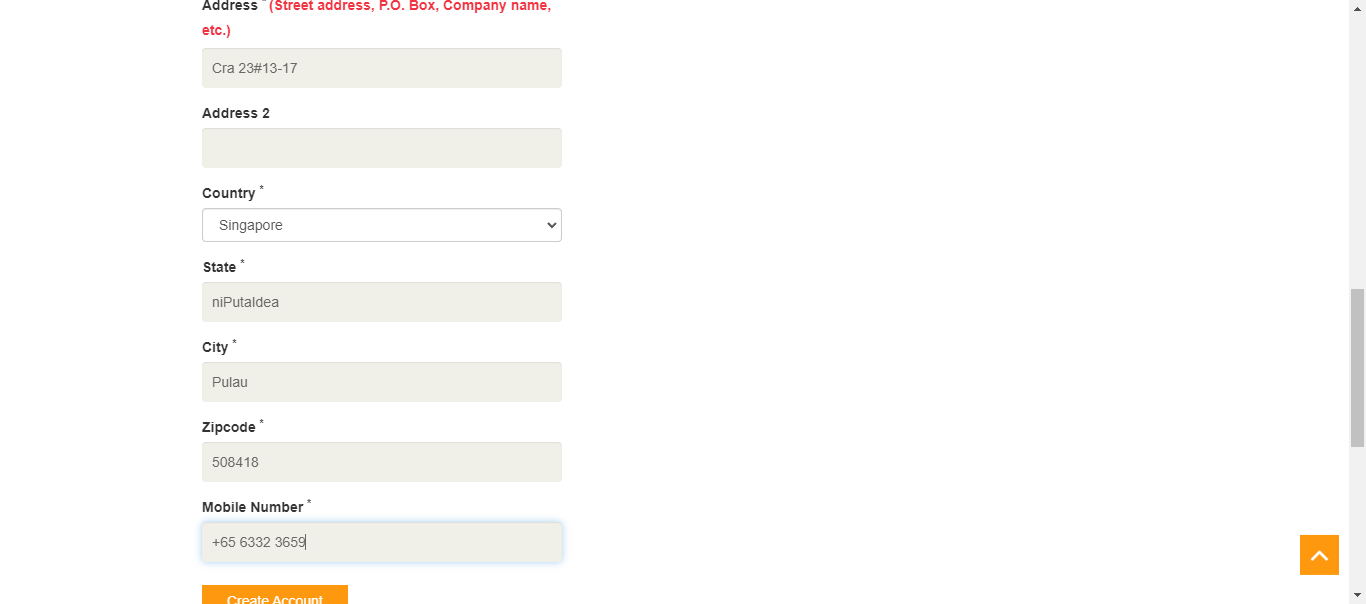 Address * (Street address, P.O. Box, Company name,
etc.)
Cra 23#13-17
Address 2
Country *
Singapore
State *
niPutaIdea
City *
Pulau
Zipcode *
508418
Mobile Number *
+65 6332 3659
Create Account